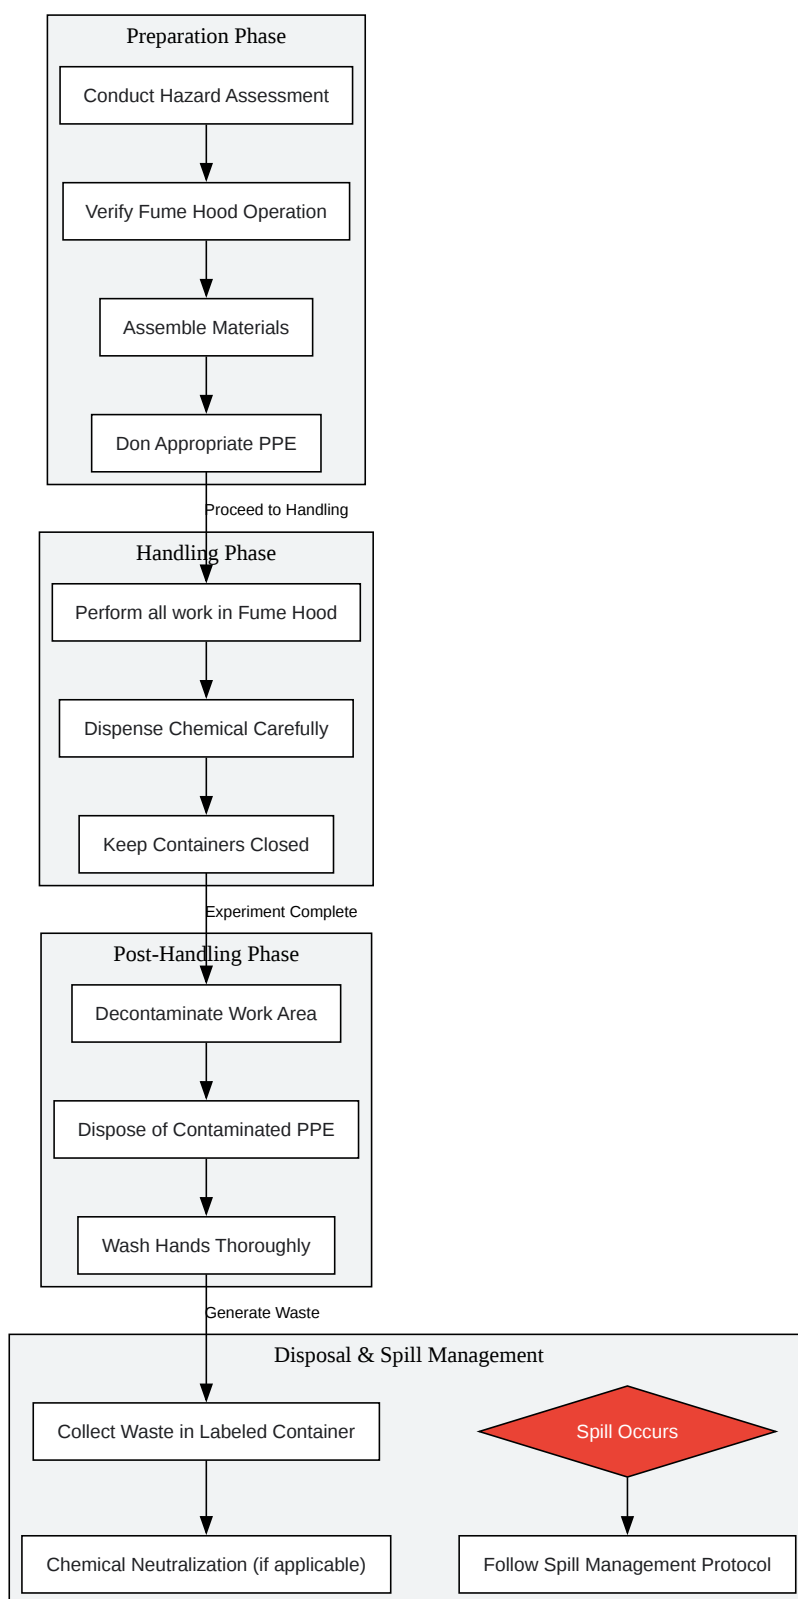 Preparation Phase
Conduct Hazard Assessment
Verify Fume Hood Operation
Assemble Materials
Don Appropriate PPE
Proceed to Handling
Handling Phase
Perform all work in Fume Hood
Dispense Chemical Carefully
Keep Containers Closed
Experiment Complete
Post-Handling Phase
Decontaminate Work Area
Dispose of Contaminated PPE
Wash Hands Thoroughly
Generate Waste
Disposal & Spill Management
Collect Waste in Labeled Container
Spill Occurs
Chemical Neutralization (if applicable)
Follow Spill Management Protocol